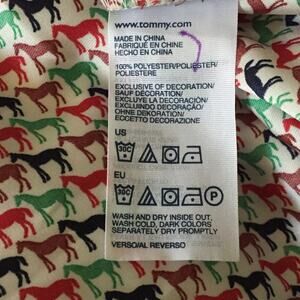 www.tommy.com
MADE IN CHINA
FABRIQUÉ EN CHINE
HECHO EN CHINA
100% POLYESTER/POLIESTER
POLIESTERE
EXCLUSIVE OF DECORATION/
SAUF DÉCORATION/
EXCLUYE LA DECORACIÓN/
EXCLUINDO DECORAÇÃO/
OHNE DEKORATION/
ECCETTO DECORAZIONE
US
EU
P
WASH AND DRY INSIDE OUT.
WASH COLD, DARK COLORS
SEPARATELY DRY PROMPTLY
VERSO/AL REVERSO